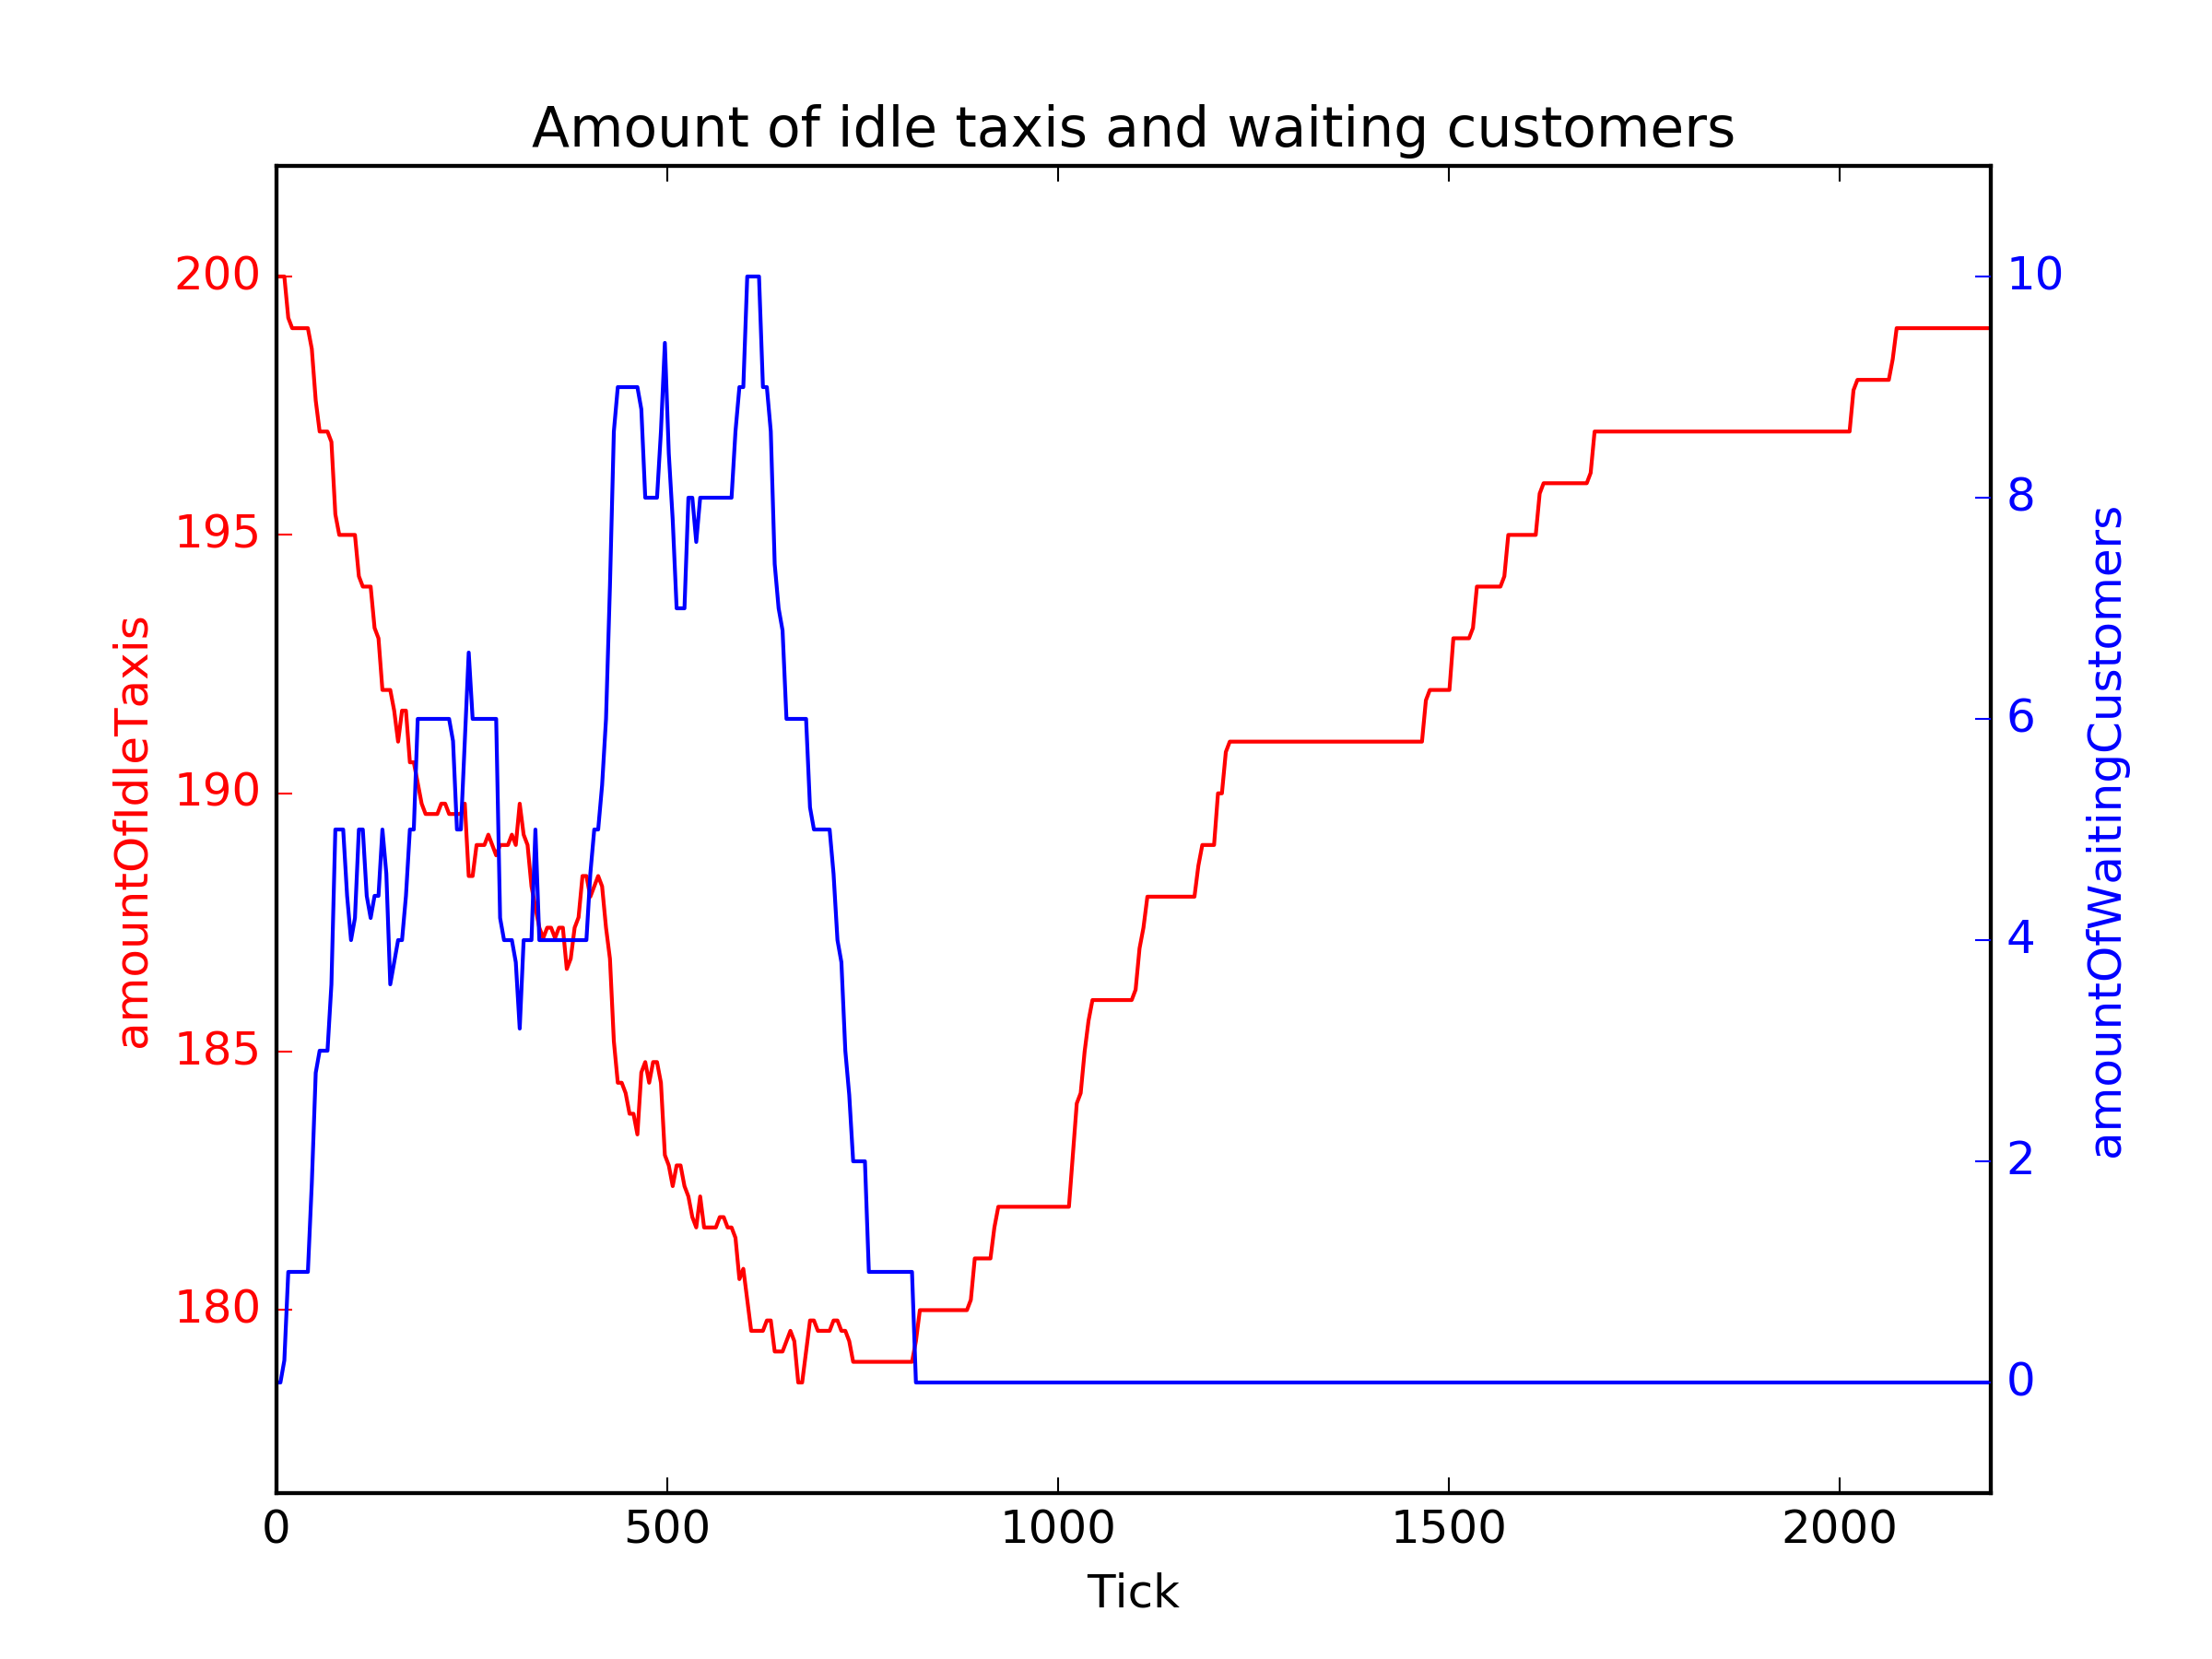 Amount of idle taxis and waiting customers
amountOfIdleTaxis
200
195
190
185
180
10
8
6
4
2
0
amountOfWaitingCustomers
0 500 1000 1500 2000
Tick